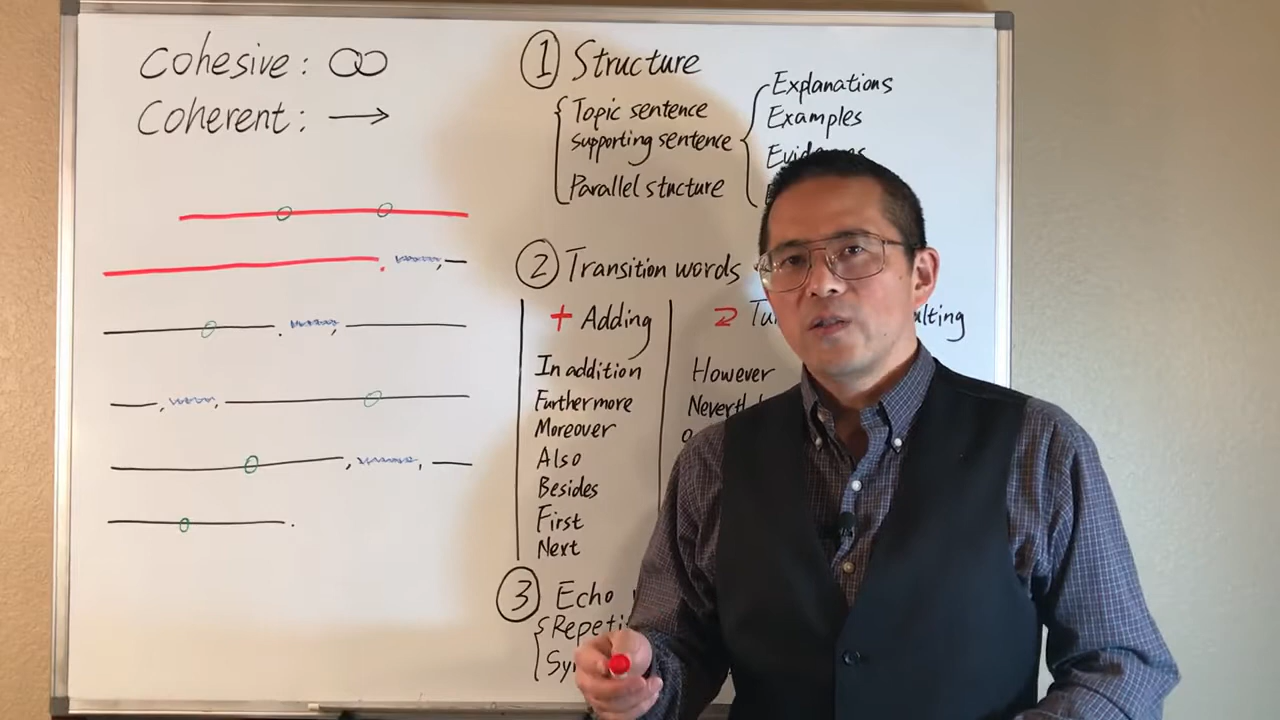 Cohesive:
Coherent: →
① Structure
Topic sentence
Supporting sentence
Parallel stucture
Explanations
Examples
② Transition words
+ Adding
In addition
Furthermore
Moreover
Also
Besides
First
Next
However
③ Echo